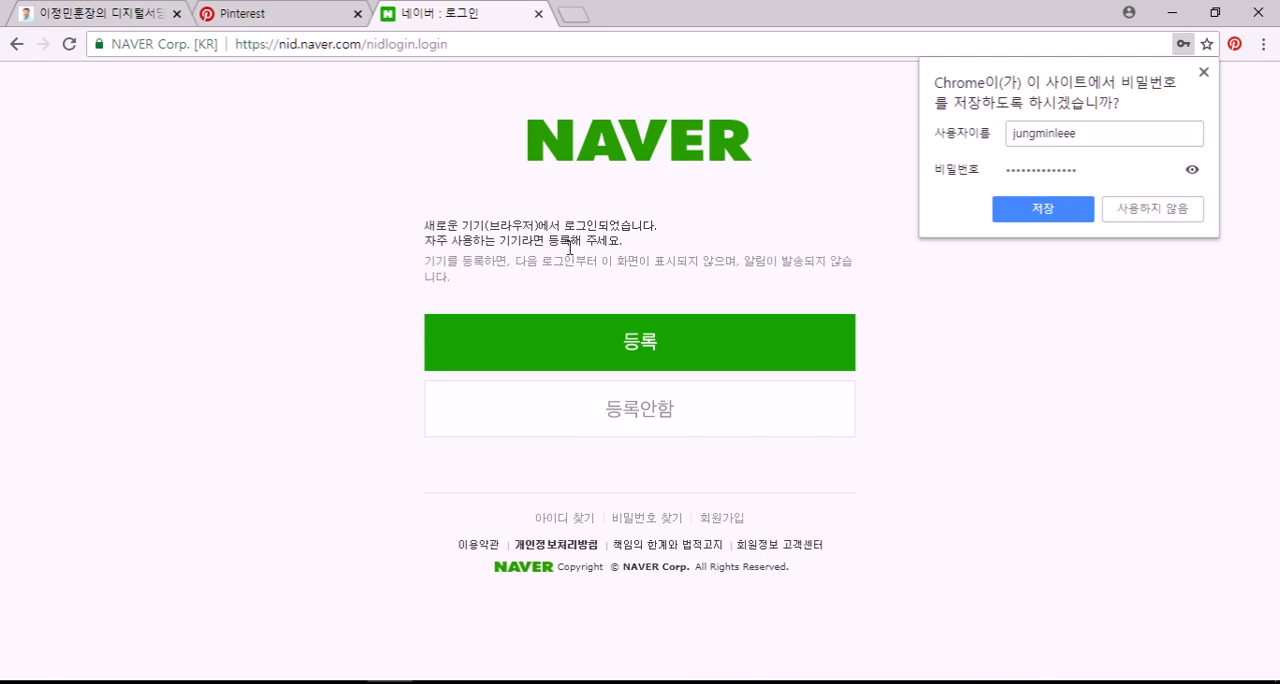 이정민훈장의 디지털서당
Pinterest
네이버 : 로그인
NAVER Corp. [KR]
https://nid.naver.com/nidlogin.login
Chrome이(가) 이 사이트에서 비밀번호
를 저장하도록 하시겠습니까?
사용자이름
jungminleee
비밀번호
••••••••••••••
저장
사용하지 않음
NAVER
새로운 기기(브라우저)에서 로그인되었습니다.
자주 사용하는 기기라면 등록해 주세요.
기기를 등록하면, 다음 로그인부터 이 화면이 표시되지 않으며, 알림이 발송되지 않습
니다.
등록
등록안함
아이디 찾기
비밀번호 찾기
회원가입
이용약관
개인정보처리방침
책임의 한계와 법적고지
회원정보 고객센터
NAVER Copyright © NAVER Corp. All Rights Reserved.